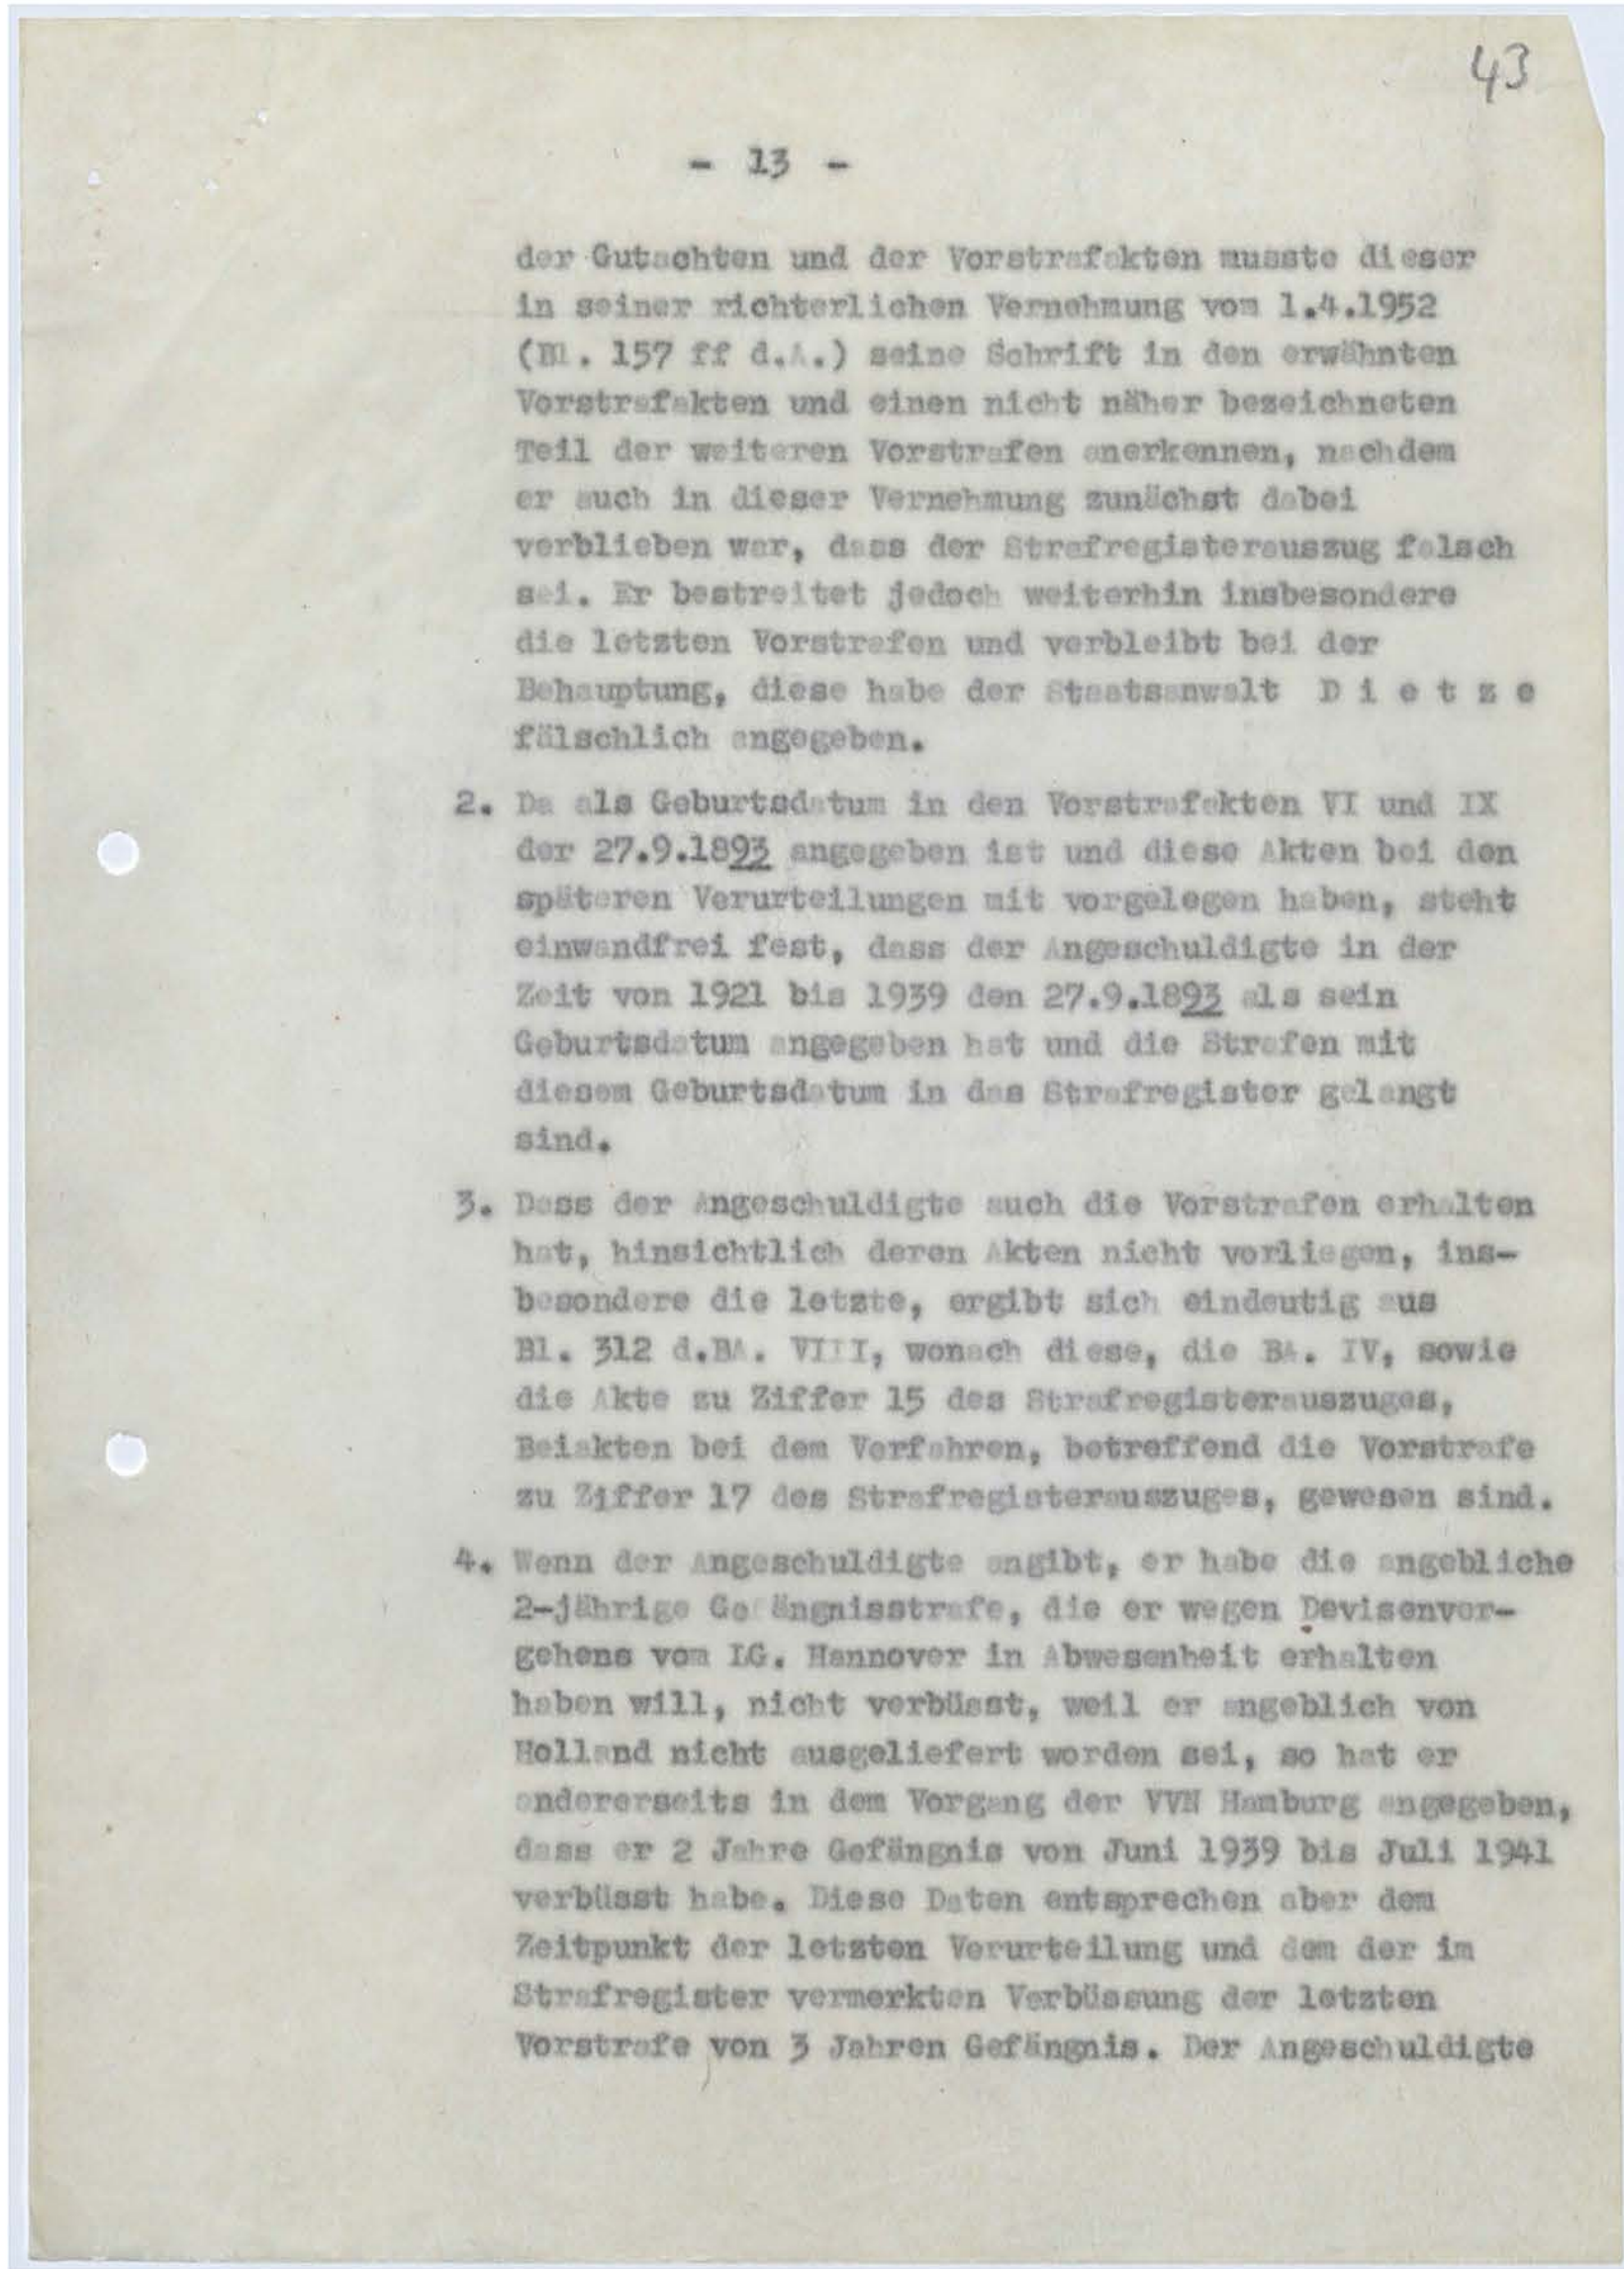 43
- 13 -
der Gutachten und der Vorstrafakten musste dieser
in seiner richterlichen Vernehmung vom 1.4.1952
(Bl. 157 ff d.A.) seine Schrift in den erwähnten
Vorstrafakten und einen nicht näher bezeichneten
Teil der weiteren Vorstrafen anerkennen, nachdem
er auch in dieser Vernehmung zunächst dabei
verblieben war, dass der Strafregisterauszug falsch
sei. Er bestreitet jedoch weiterhin insbesondere
die letzten Vorstrafen und verbleibt bei der
Behauptung, diese habe der Staatsanwalt D i e t z e
fälschlich angegeben.
2. Da als Geburtsdatum in den Vorstrafakten VI und IX
der 27.9.1893 angegeben ist und diese Akten bei den
späteren Verurteilungen mit vorgelegen haben, steht
einwandfrei fest, dass der Angeschuldigte in der
Zeit von 1921 bis 1939 den 27.9.1893 als sein
Geburtsdatum angegeben hat und die Strafen mit
diesem Geburtsdatum in das Strafregister gelangt
sind.
3. Dass der Angeschuldigte auch die Vorstrafen erhalten
hat, hinsichtlich deren Akten nicht vorliegen, ins-
besondere die letzte, ergibt sich eindeutig aus
Bl. 312 d.BA. VIII, wonach diese, die BA. IV, sowie
die Akte zu Ziffer 15 des Strafregisterauszuges,
Beiakten bei dem Verfahren, betreffend die Vorstrafe
zu Ziffer 17 des Strafregisterauszuges, gewesen sind.
4. Wenn der Angeschuldigte angibt, er habe die angebliche
2-jährige Gefängnisstrafe, die er wegen Devisenver-
gehens vom LG. Hannover in Abwesenheit erhalten
haben will, nicht verbüsst, weil er angeblich von
Holland nicht ausgeliefert worden sei, so hat er
andererseits in dem Vorgang der VVN Hamburg angegeben,
dass er 2 Jahre Gefängnis von Juni 1939 bis Juli 1941
verbüsst habe. Diese Daten entsprechen aber dem
Zeitpunkt der letzten Verurteilung und dem der im
Strafregister vermerkten Verbüssung der letzten
Vorstrafe von 3 Jahren Gefängnis. Der Angeschuldigte